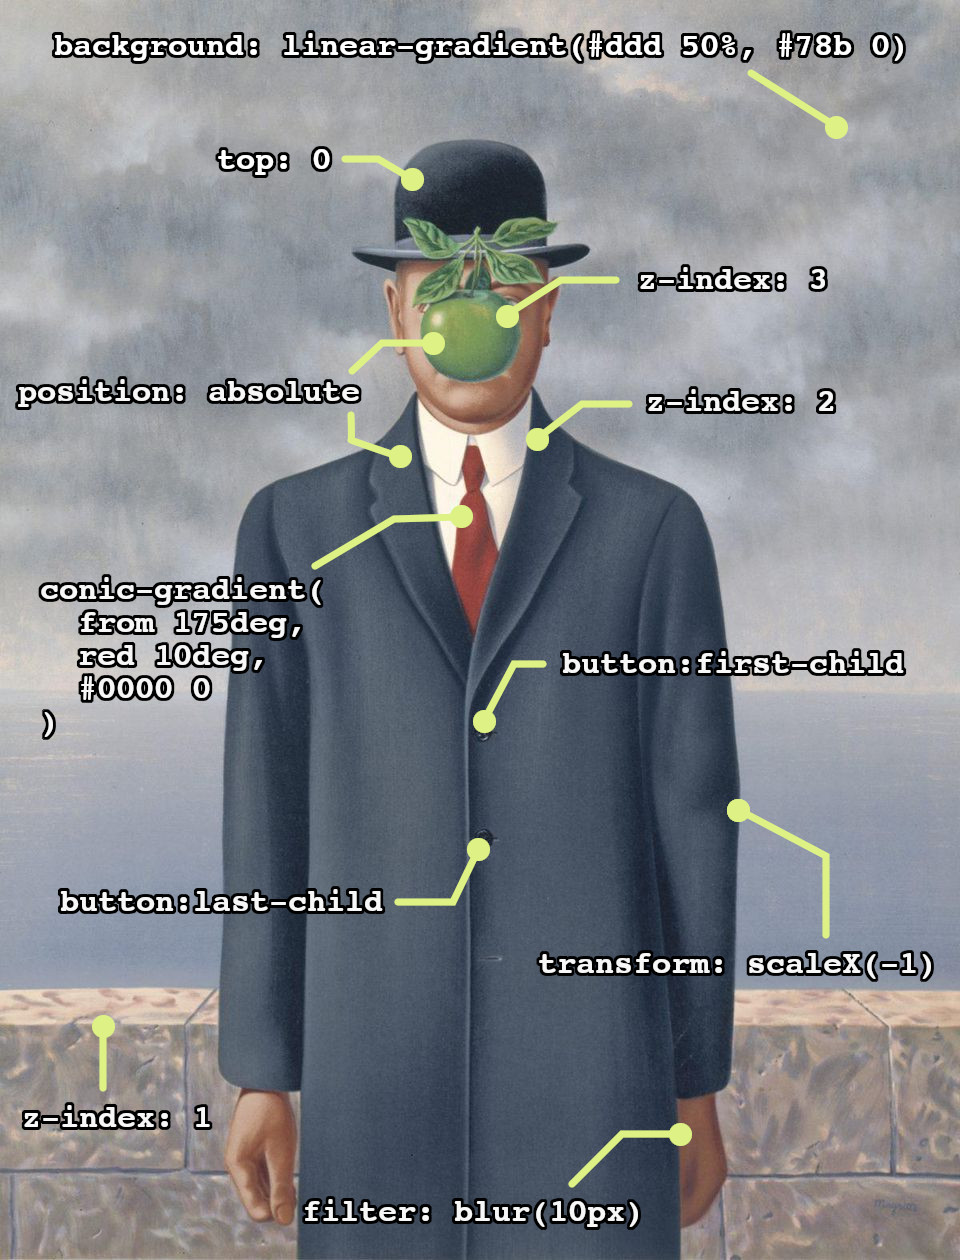 background: linear-gradient(#ddd 50%, #78b 0)
top: 0
z-index: 3
position: absolute
z-index: 2
conic-gradient(
from 175deg,
red 10deg,
#0000 0
)
button:first-child
button:last-child
transform: scaleX(-1)
z-index: 1
filter: blur(10px)